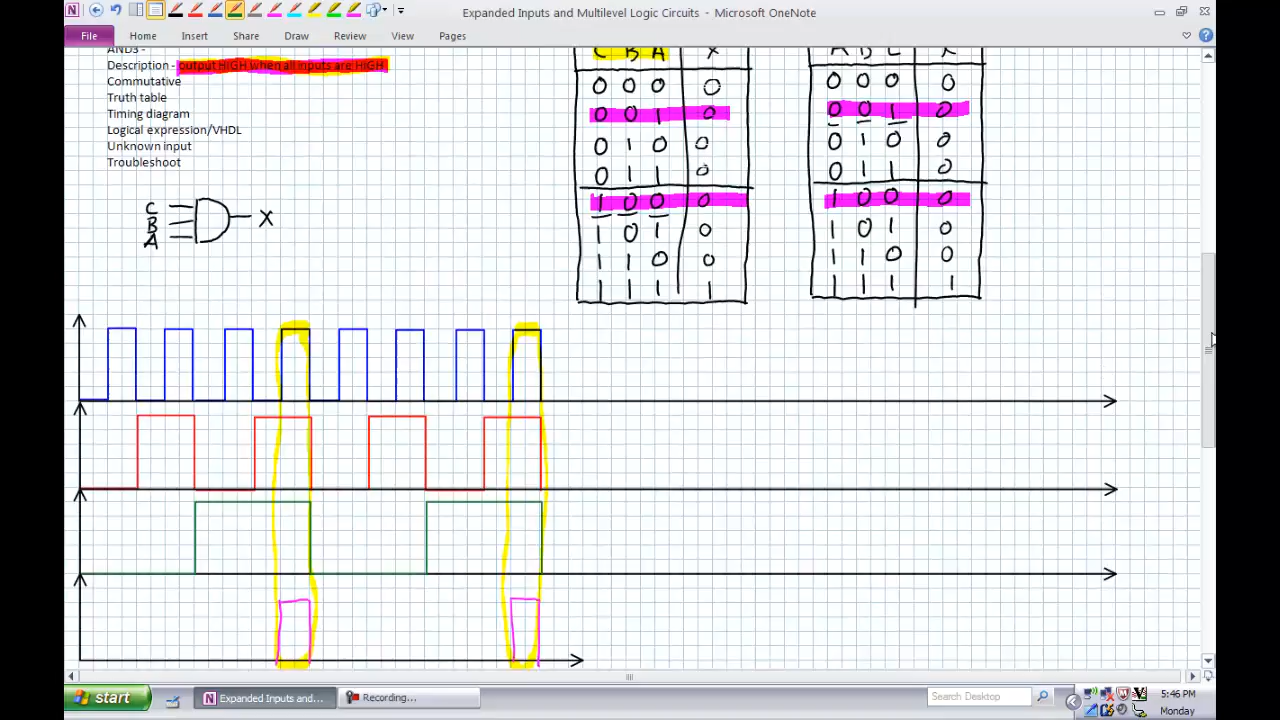 Expanded Inputs and Multilevel Logic Circuits - Microsoft OneNote
File Home Insert Share Draw Review View Pages
AND3 -
Description - output HIGH when all inputs are HIGH
Commutative
Truth table
Timing diagram
Logical expression/VHDL
Unknown input
Troubleshoot
C
B
A
X
C B A X
0 0 0 0
0 0 1 0
0 1 0 0
0 1 1 0
1 0 0 0
1 0 1 0
1 1 0 0
1 1 1 1
A B C X
0 0 0 0
0 0 1 0
0 1 0 0
0 1 1 0
1 0 0 0
1 0 1 0
1 1 0 0
1 1 1 1
start
Expanded Inputs and...
Recording...
Search Desktop
5:46 PM
Monday